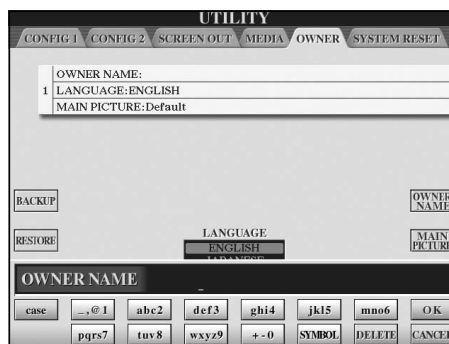 UTILITY
CONFIG 1 CONFIG 2 SCREEN OUT MEDIA OWNER SYSTEM RESET
OWNER NAME:
1 LANGUAGE:ENGLISH
MAIN PICTURE:Default
BACKUP
OWNER NAME
RESTORE
LANGUAGE
ENGLISH
JAPANESE
MAIN PICTURE
OWNER NAME
case _,@1 abc2 def3 ghi4 jkl5 mno6 OK
pqrs7 tuv8 wxyz9 +-0 SYMBOL DELETE CANCEL